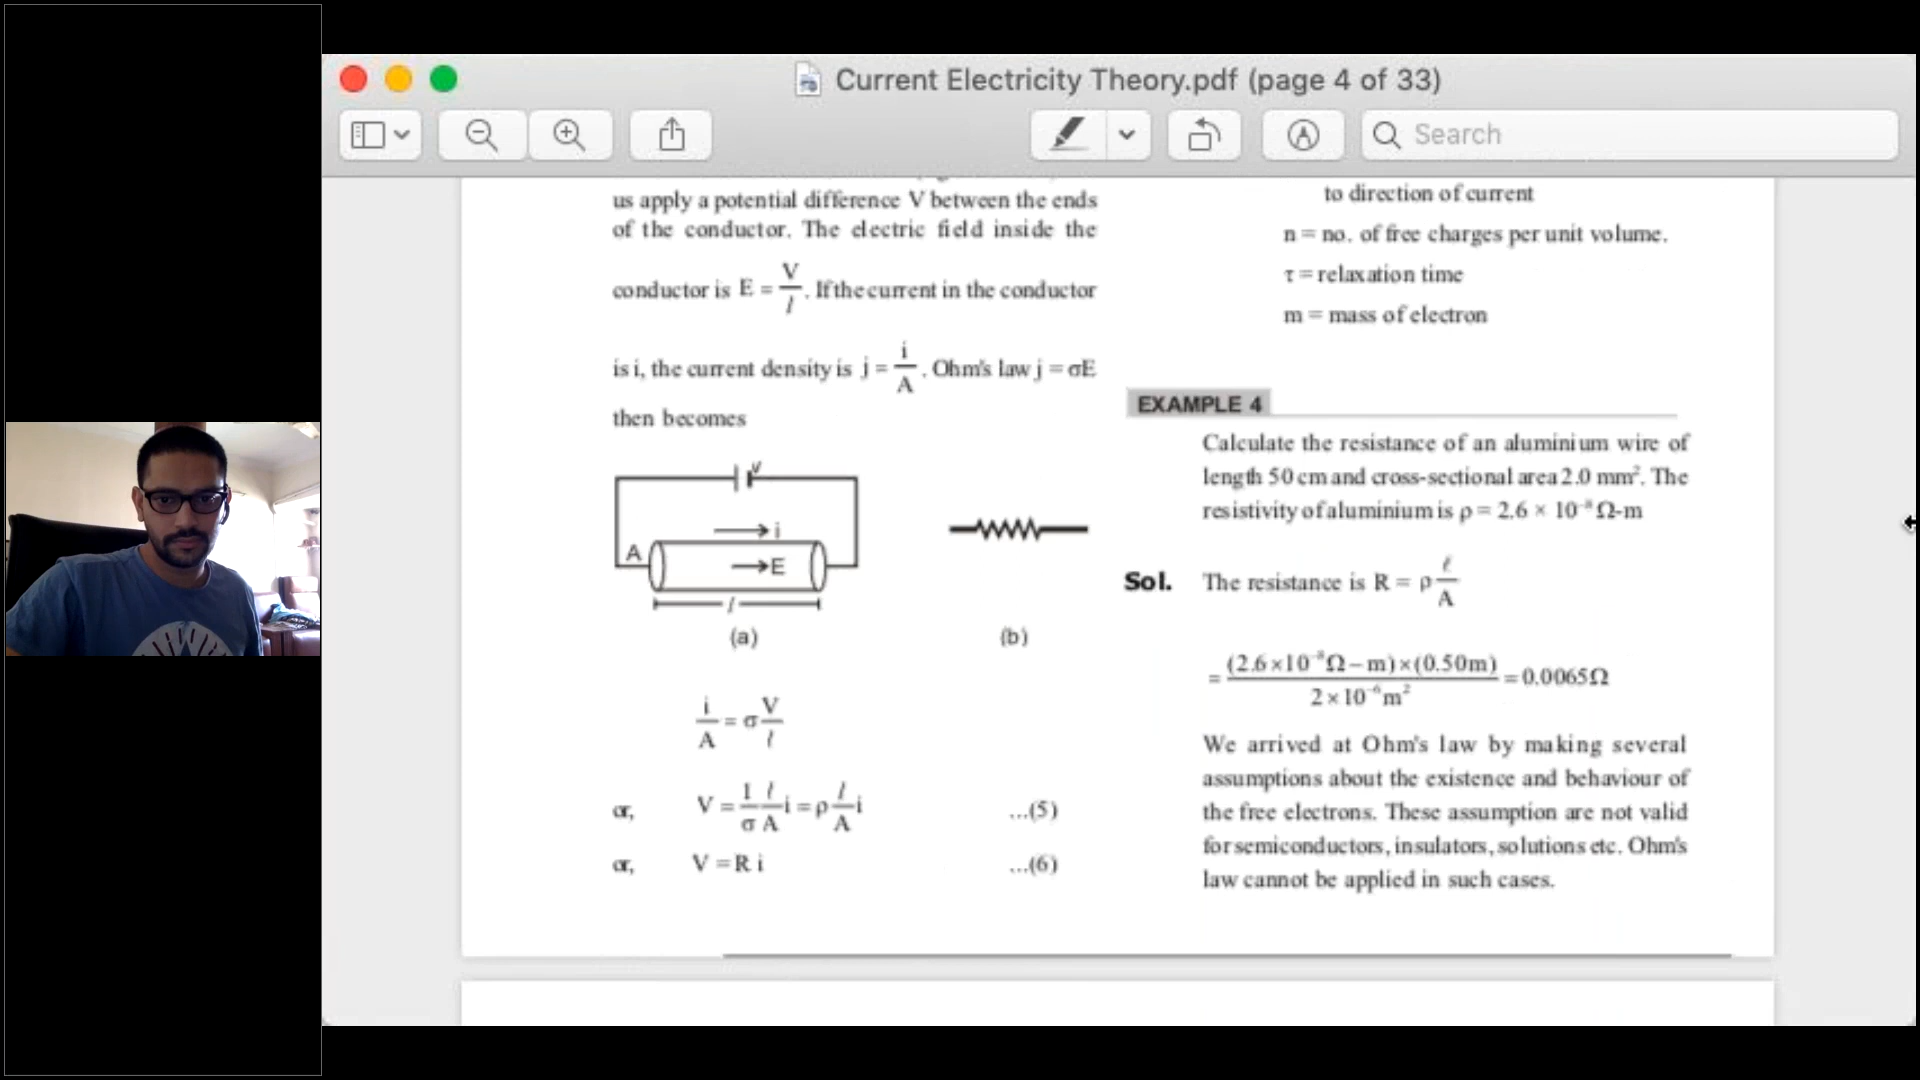 Current Electricity Theory.pdf (page 4 of 33)
Search
us apply a potential difference V between the ends
of the conductor. The electric field inside the
conductor is E = V/l. If the current in the conductor
is i, the current density is j = i/A. Ohm's law j = σE
then becomes
V
i
A
E
l
(a)
(b)
i/A = σ V/l
or, V = 1/σ l/A i = ρ l/A i ...(5)
or, V = R i ...(6)
to direction of current
n = no. of free charges per unit volume.
τ = relaxation time
m = mass of electron
EXAMPLE 4
Calculate the resistance of an aluminium wire of
length 50 cm and cross-sectional area 2.0 mm². The
resistivity of aluminium is ρ = 2.6 × 10⁻⁸ Ω-m
Sol. The resistance is R = ρ ℓ/A
= (2.6×10⁻⁸Ω – m)×(0.50m) / 2×10⁻⁶m² = 0.0065Ω
We arrived at Ohm's law by making several
assumptions about the existence and behaviour of
the free electrons. These assumption are not valid
for semiconductors, insulators, solutions etc. Ohm's
law cannot be applied in such cases.